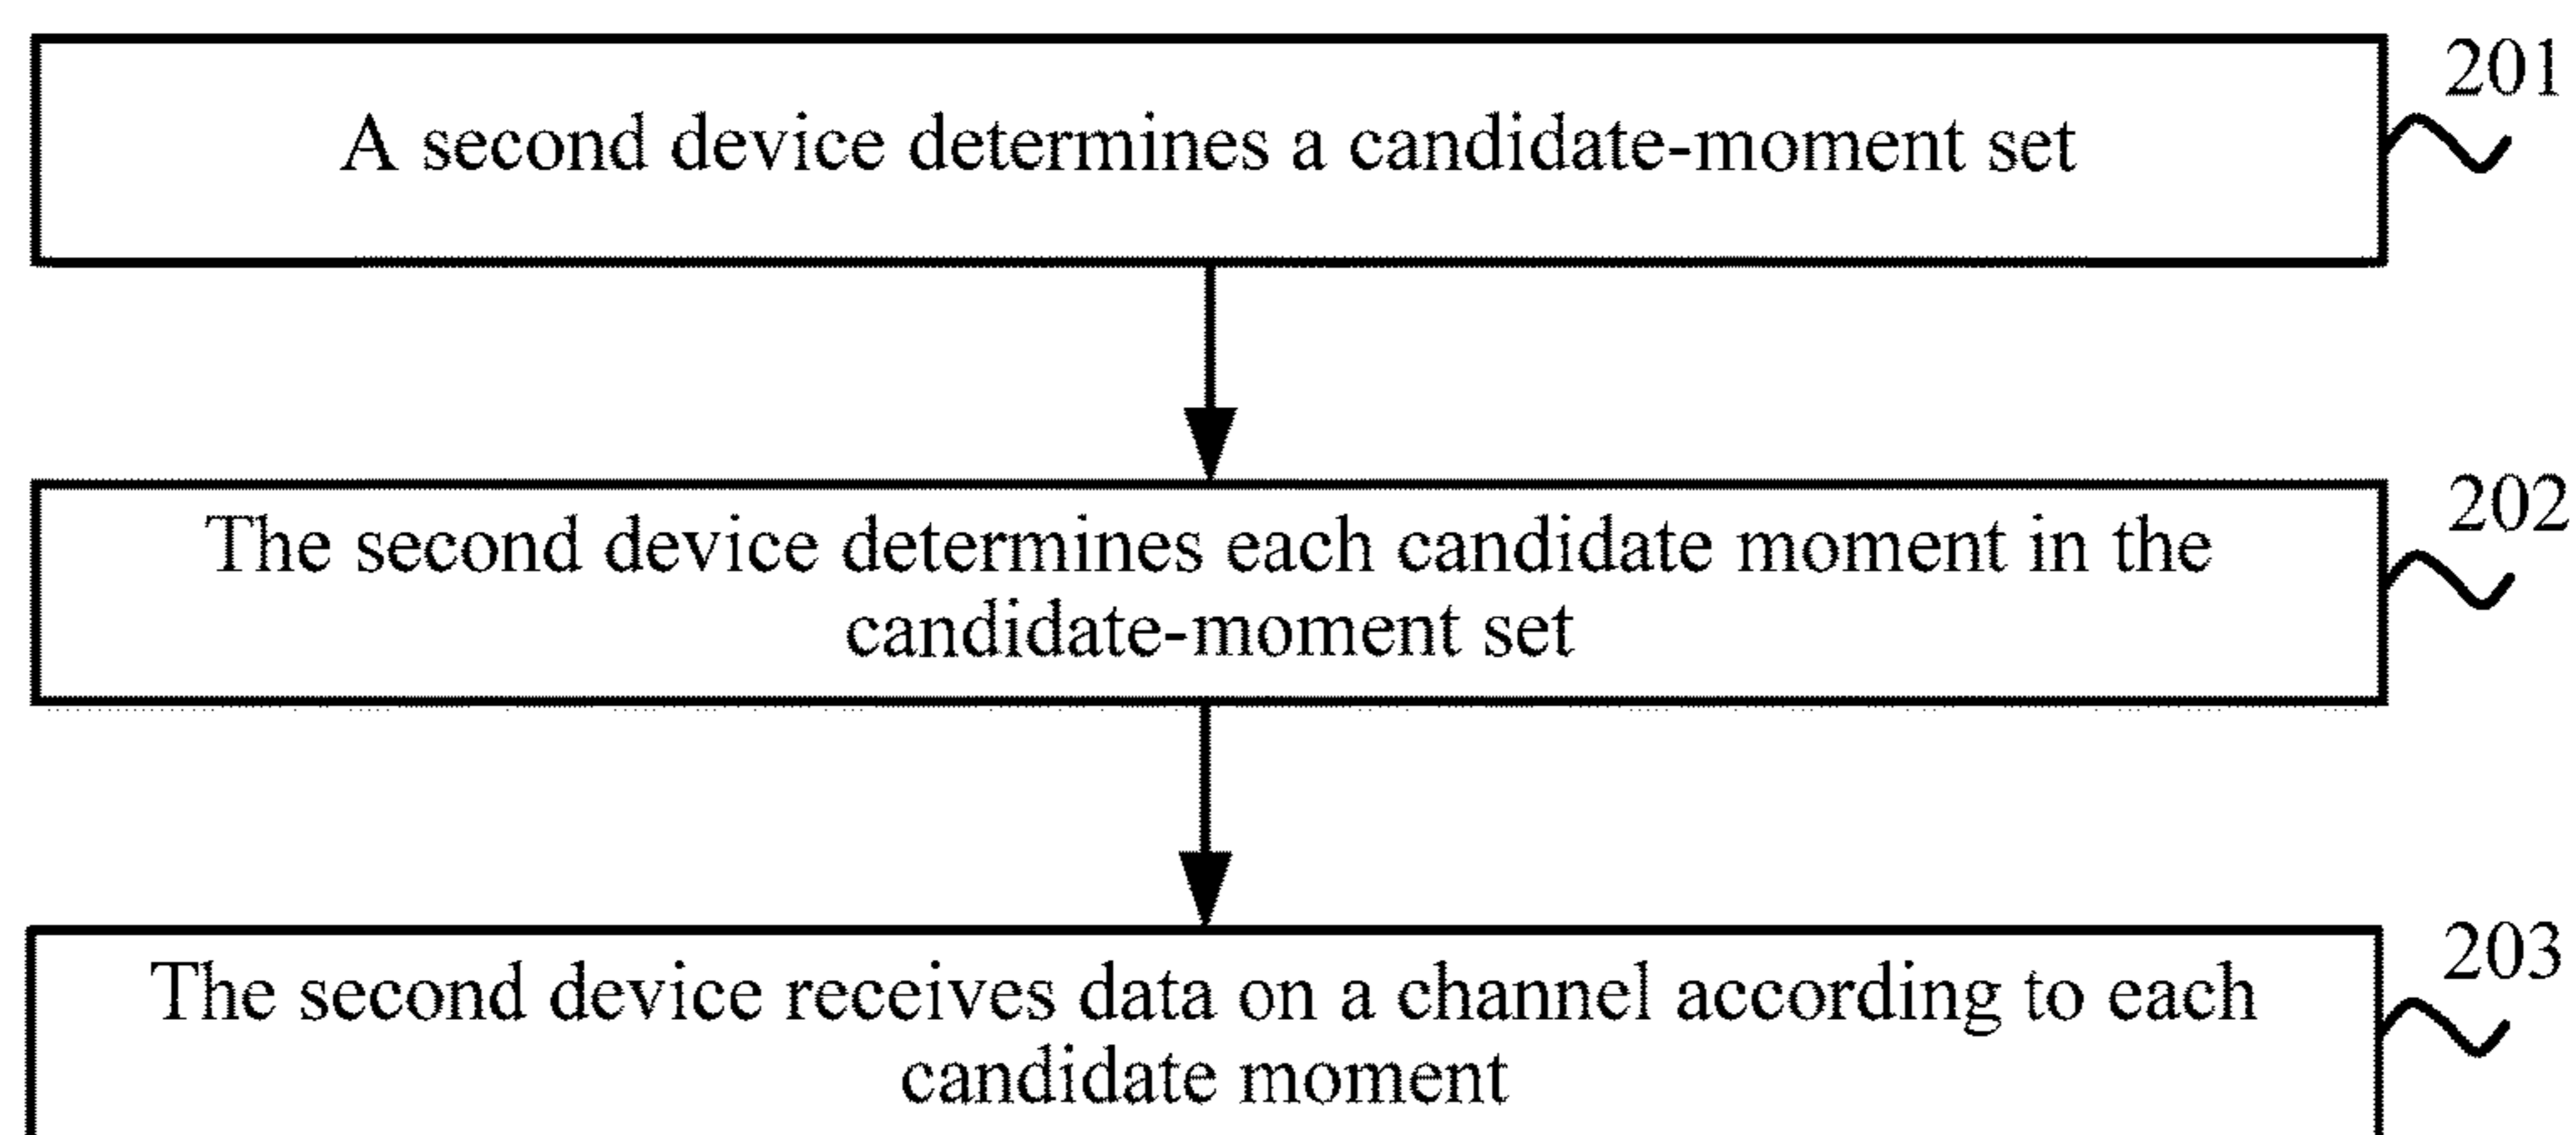 201
A second device determines a candidate-moment set
202
The second device determines each candidate moment in the
candidate-moment set
203
The second device receives data on a channel according to each
candidate moment